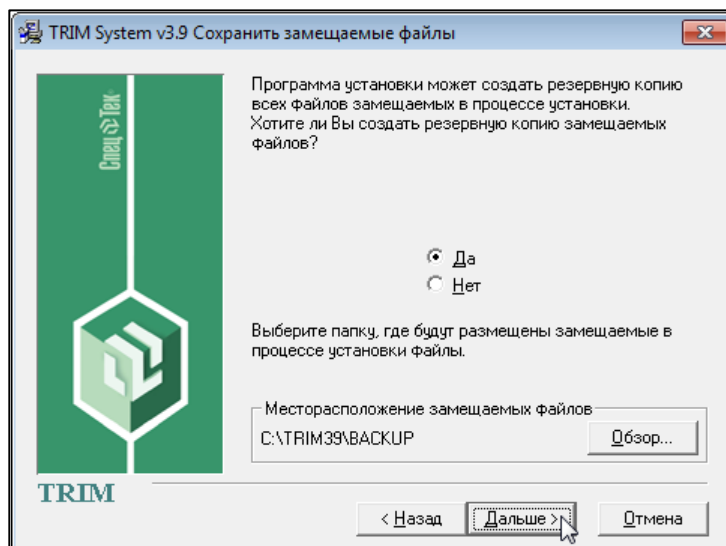 TRIM System v3.9 Сохранить замещаемые файлы
Спец Тек
Программа установки может создать резервную копию
всех файлов замещаемых в процессе установки.
Хотите ли Вы создать резервную копию замещаемых
файлов?
Да
Нет
Выберите папку, где будут размещены замещаемые в
процессе установки файлы.
Месторасположение замещаемых файлов
C:\TRIM39\BACKUP
Обзор...
TRIM
< Назад
Дальше >
Отмена